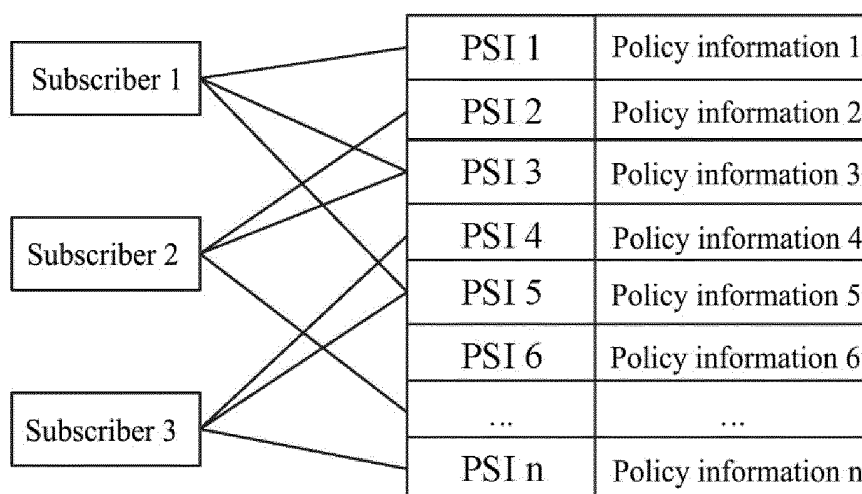 Subscriber 1
Subscriber 2
Subscriber 3
PSI 1 Policy information 1
PSI 2 Policy information 2
PSI 3 Policy information 3
PSI 4 Policy information 4
PSI 5 Policy information 5
PSI 6 Policy information 6
... ...
PSI n Policy information n